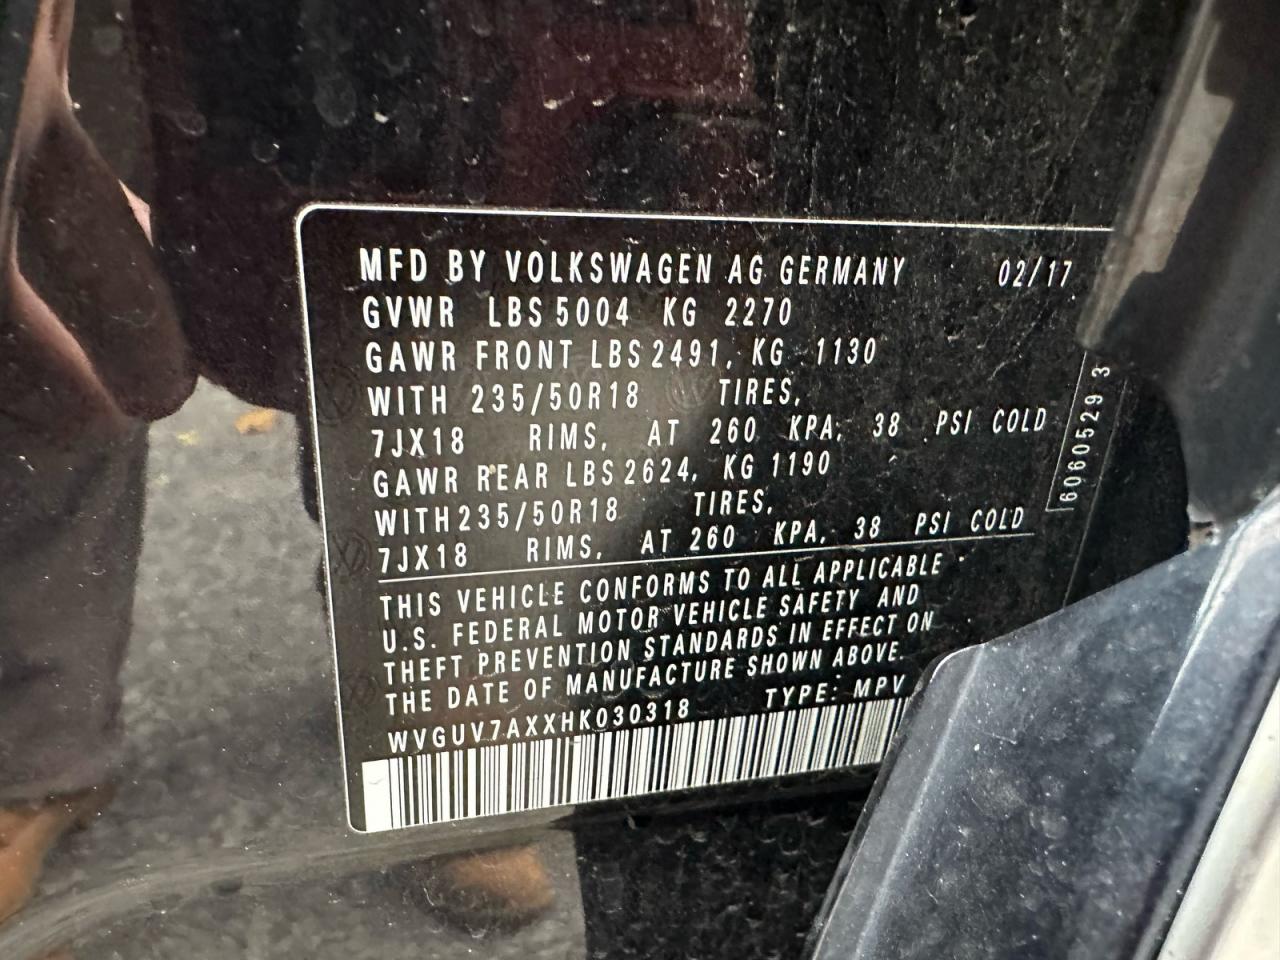 MFD BY VOLKSWAGEN AG GERMANY 02/17
GVWR LBS 5004 KG 2270
GAWR FRONT LBS 2491, KG 1130
WITH 235/50R18 TIRES,
7JX18 RIMS, AT 260 KPA, 38 PSI COLD
GAWR REAR LBS 2624, KG 1190
WITH 235/50R18 TIRES,
7JX18 RIMS, AT 260 KPA, 38 PSI COLD
THIS VEHICLE CONFORMS TO ALL APPLICABLE
U.S. FEDERAL MOTOR VEHICLE SAFETY AND
THEFT PREVENTION STANDARDS IN EFFECT ON
THE DATE OF MANUFACTURE SHOWN ABOVE.
WVGUV7AXXHK030318 TYPE: MPV
6060529 3